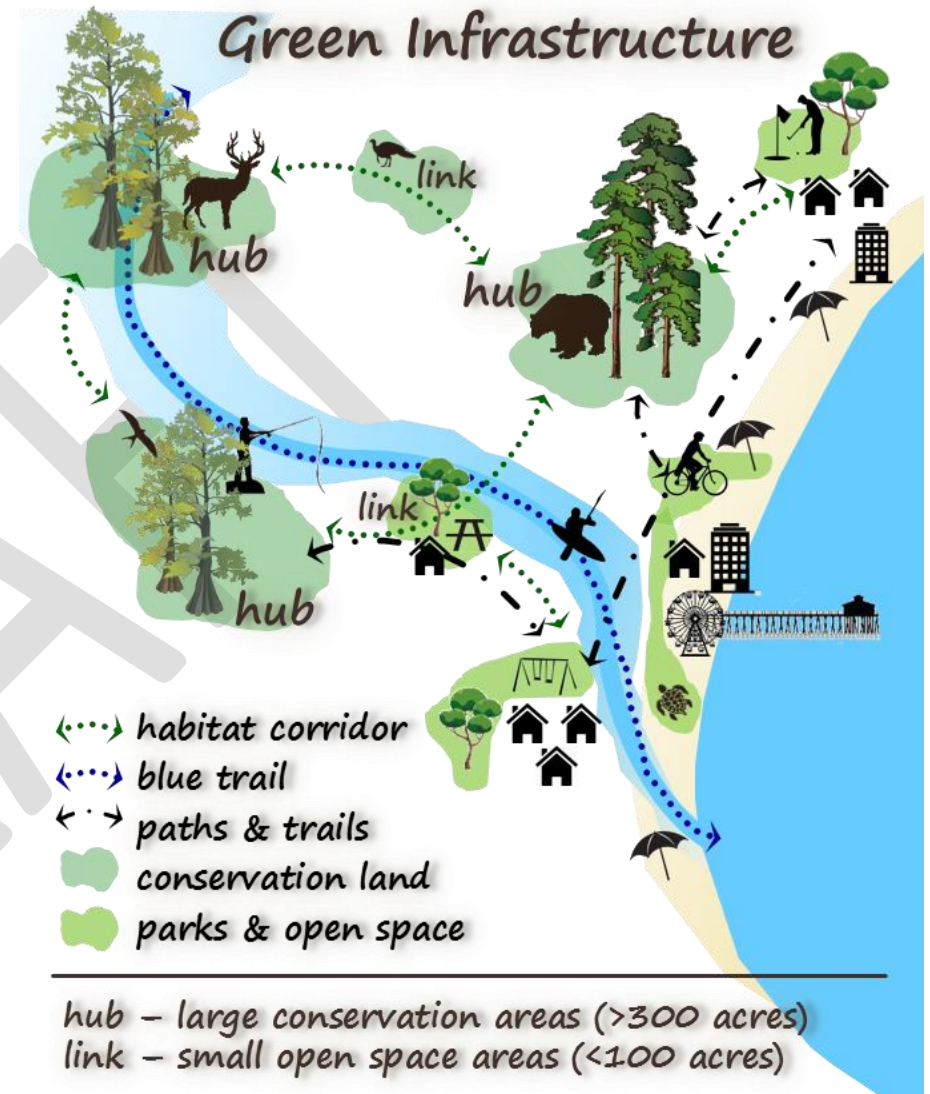 Green Infrastructure
link
hub
hub
link
hub
habitat corridor
blue trail
paths & trails
conservation land
parks & open space
hub – large conservation areas (>300 acres)
link – small open space areas (<100 acres)